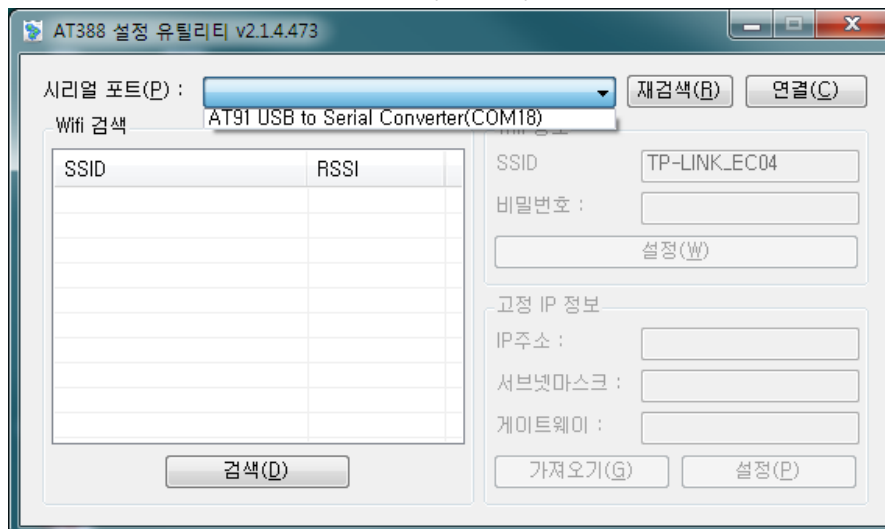 AT388 설정 유틸리티 v2.1.4.473
시리얼 포트(P) :
재검색(R)
연결(C)
AT91 USB to Serial Converter(COM18)
Wifi 검색
SSID
RSSI
검색(D)
SSID
TP-LINK_EC04
비밀번호 :
설정(W)
고정 IP 정보
IP주소 :
서브넷마스크 :
게이트웨이 :
가져오기(G)
설정(P)